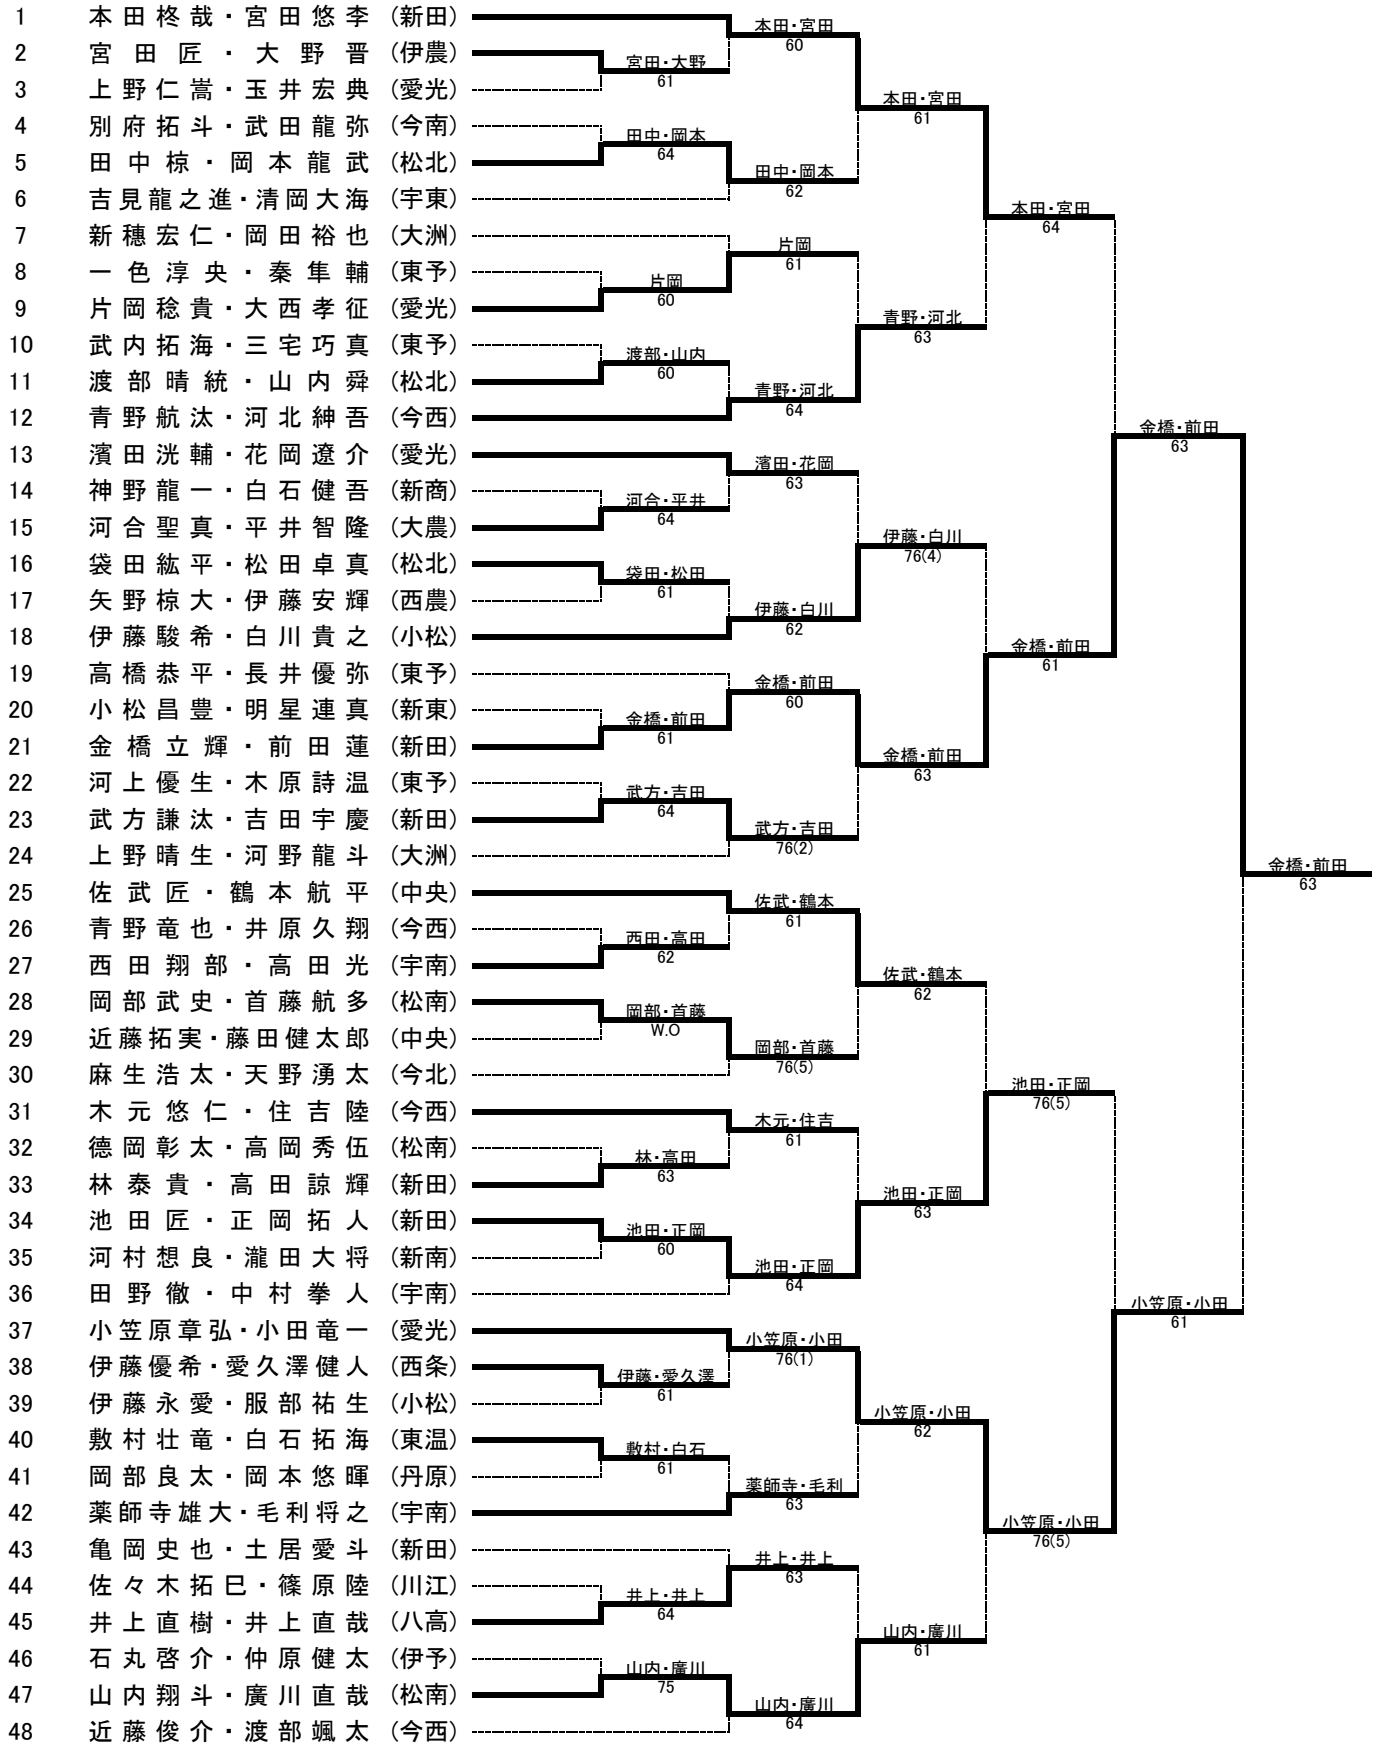 1 本田柊哉・宮田悠李 (新田)
本田・宮田
60
2 宮田匠・大野晋 (伊農)
宮田・大野
61
3 上野仁嵩・玉井宏典 (愛光)
本田・宮田
61
4 別府拓斗・武田龍弥 (今南)
田中・岡本
64
5 田中椋・岡本龍武 (松北)
田中・岡本
62
6 吉見龍之進・清岡大海 (宇東)
本田・宮田
64
7 新穂宏仁・岡田裕也 (大洲)
片岡
61
8 一色淳央・秦隼輔 (東予)
片岡
60
9 片岡稔貴・大西孝征 (愛光)
青野・河北
63
10 武内拓海・三宅巧真 (東予)
渡部・山内
60
11 渡部晴統・山内舜 (松北)
青野・河北
64
12 青野航汰・河北紳吾 (今西)
金橋・前田
63
13 濱田洸輔・花岡遼介 (愛光)
濱田・花岡
63
14 神野龍一・白石健吾 (新商)
河合・平井
64
15 河合聖真・平井智隆 (大農)
伊藤・白川
76(4)
16 袋田紘平・松田卓真 (松北)
袋田・松田
61
17 矢野椋大・伊藤安輝 (西農)
伊藤・白川
62
18 伊藤駿希・白川貴之 (小松)
金橋・前田
61
19 高橋恭平・長井優弥 (東予)
金橋・前田
60
20 小松昌豊・明星連真 (新東)
金橋・前田
61
21 金橋立輝・前田蓮 (新田)
金橋・前田
63
22 河上優生・木原詩温 (東予)
武方・吉田
64
23 武方謙汰・吉田宇慶 (新田)
武方・吉田
76(2)
24 上野晴生・河野龍斗 (大洲)
金橋・前田
63
25 佐武匠・鶴本航平 (中央)
佐武・鶴本
61
26 青野竜也・井原久翔 (今西)
西田・高田
62
27 西田翔部・高田光 (宇南)
佐武・鶴本
62
28 岡部武史・首藤航多 (松南)
岡部・首藤
W.O
29 近藤拓実・藤田健太郎 (中央)
岡部・首藤
76(5)
30 麻生浩太・天野湧太 (今北)
池田・正岡
76(5)
31 木元悠仁・住吉陸 (今西)
木元・住吉
61
32 德岡彰太・高岡秀伍 (松南)
林・高田
63
33 林泰貴・高田諒輝 (新田)
池田・正岡
63
34 池田匠・正岡拓人 (新田)
池田・正岡
60
35 河村想良・瀧田大将 (新南)
池田・正岡
64
36 田野徹・中村拳人 (宇南)
小笠原・小田
61
37 小笠原章弘・小田竜一 (愛光)
小笠原・小田
76(1)
38 伊藤優希・愛久澤健人 (西条)
伊藤・愛久澤
61
39 伊藤永愛・服部祐生 (小松)
小笠原・小田
62
40 敷村壮竜・白石拓海 (東温)
敷村・白石
61
41 岡部良太・岡本悠暉 (丹原)
薬師寺・毛利
63
42 薬師寺雄大・毛利将之 (宇南)
小笠原・小田
76(5)
43 亀岡史也・土居愛斗 (新田)
井上・井上
63
44 佐々木拓巳・篠原陸 (川江)
井上・井上
64
45 井上直樹・井上直哉 (八高)
山内・廣川
61
46 石丸啓介・仲原健太 (伊予)
山内・廣川
75
47 山内翔斗・廣川直哉 (松南)
山内・廣川
64
48 近藤俊介・渡部颯太 (今西)